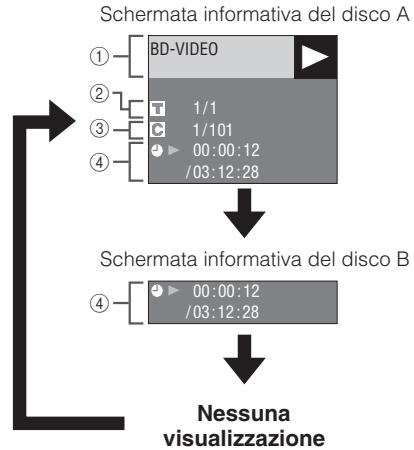 Schermata informativa del disco A
① BD-VIDEO
② T 1/1
③ C 1/101
④ 00:00:12
/03:12:28
Schermata informativa del disco B
④ 00:00:12
/03:12:28
Nessuna
visualizzazione